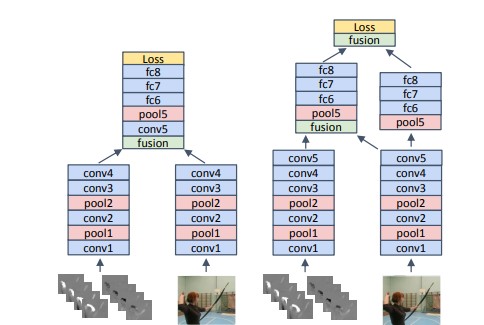 Loss
fc8
fc7
fc6
pool5
conv5
fusion
conv4
conv3
pool2
conv2
pool1
conv1
conv4
conv3
pool2
conv2
pool1
conv1
Loss
fusion
fc8
fc7
fc6
pool5
fusion
fc8
fc7
fc6
pool5
conv5
conv4
conv3
pool2
conv2
pool1
conv1
conv5
conv4
conv3
pool2
conv2
pool1
conv1